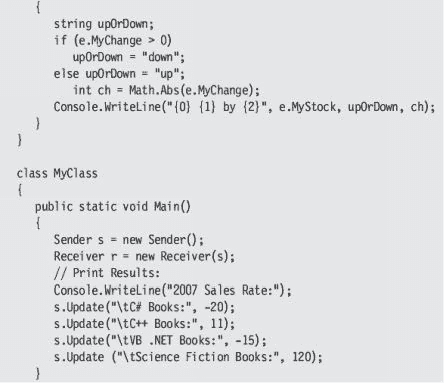 {
string upOrDown;
if (e.MyChange > 0)
upOrDown = "down";
else upOrDown = "up";
int ch = Math.Abs(e.MyChange);
Console.WriteLine("{0} {1} by {2}", e.MyStock, upOrDown, ch);
}
}
class MyClass
{
public static void Main()
{
Sender s = new Sender();
Receiver r = new Receiver(s);
// Print Results:
Console.WriteLine("2007 Sales Rate:");
s.Update("\tC# Books:", -20);
s.Update("\tC++ Books:", 11);
s.Update("\tVB .NET Books:", -15);
s.Update ("\tScience Fiction Books:", 120);
}